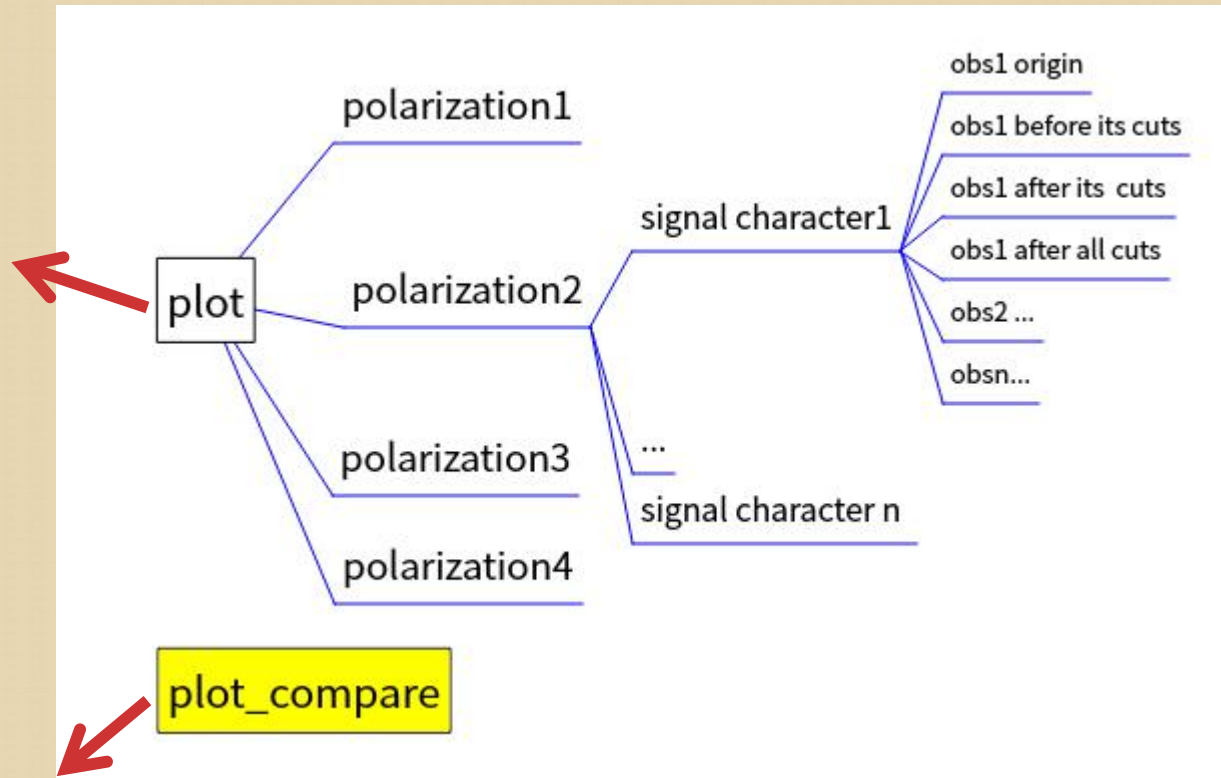 plot
polarization1
polarization2
signal character1
obs1 origin
obs1 before its cuts
obs1 after its  cuts
obs1 after all cuts
obs2 ...
obsn...
...
signal character n
polarization3
polarization4
plot_compare